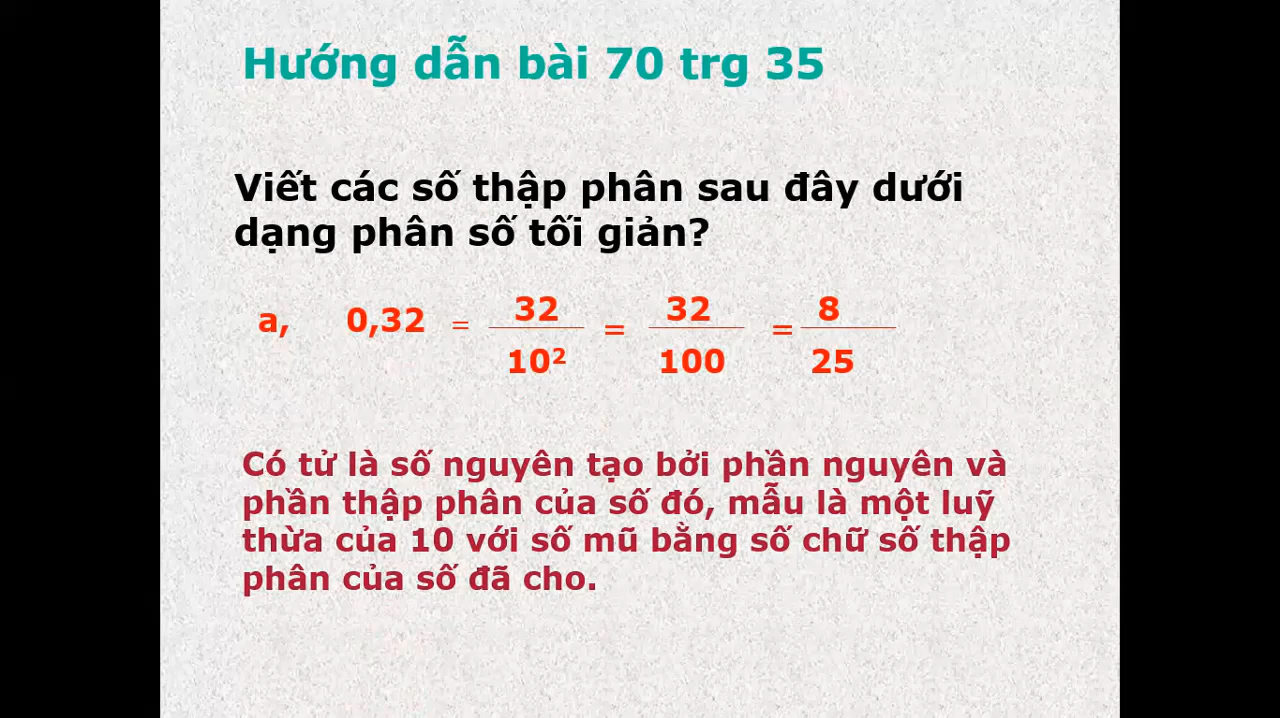 Hướng dẫn bài 70 trg 35
Viết các số thập phân sau đây dưới
dạng phân số tối giản?
a, 0,32 = 32/10² = 32/100 = 8/25
Có tử là số nguyên tạo bởi phần nguyên và
phần thập phân của số đó, mẫu là một luỹ
thừa của 10 với số mũ bằng số chữ số thập
phân của số đã cho.